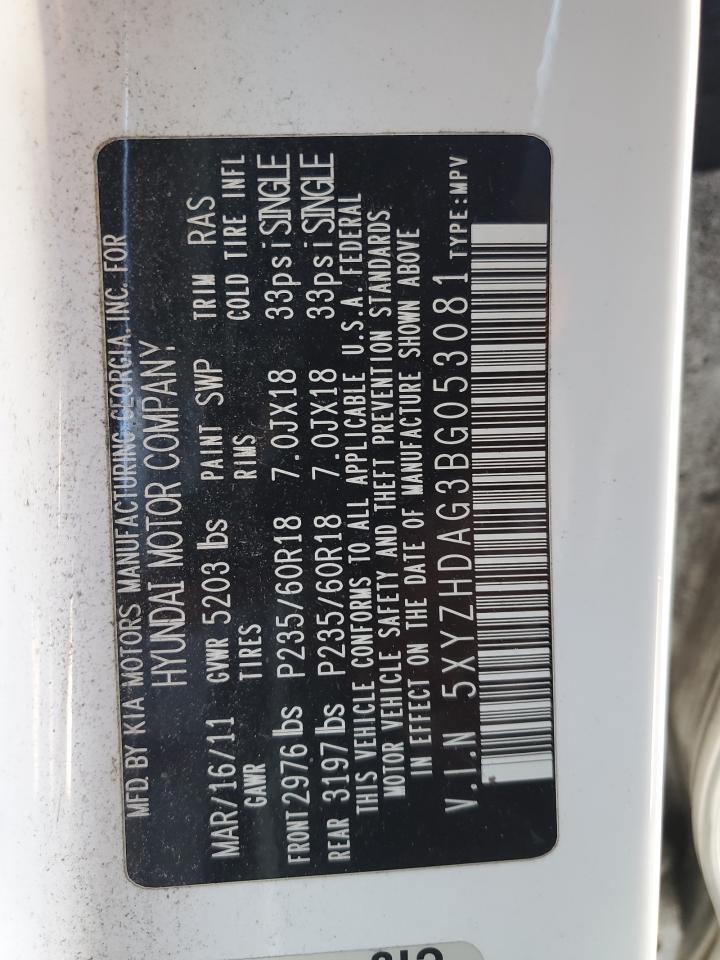 MFD.BY KIA MOTORS MANUFACTURING GEORGIA, INC. FOR
HYUNDAI MOTOR COMPANY
MAR/16/11 GVWR 5203 lbs PAINT SWP TRIM RAS
GAWR TIRES RIMS COLD TIRE INFL
FRONT 2976 lbs P235/60R18 7.0JX18 33psi SINGLE
REAR 3197 lbs P235/60R18 7.0JX18 33psi SINGLE
THIS VEHICLE CONFORMS TO ALL APPLICABLE U.S.A. FEDERAL
MOTOR VEHICLE SAFETY AND THEFT PREVENTION STANDARDS
IN EFFECT ON THE DATE OF MANUFACTURE SHOWN ABOVE
V.I.N 5XYZHDAG3BG053081 TYPE:MPV